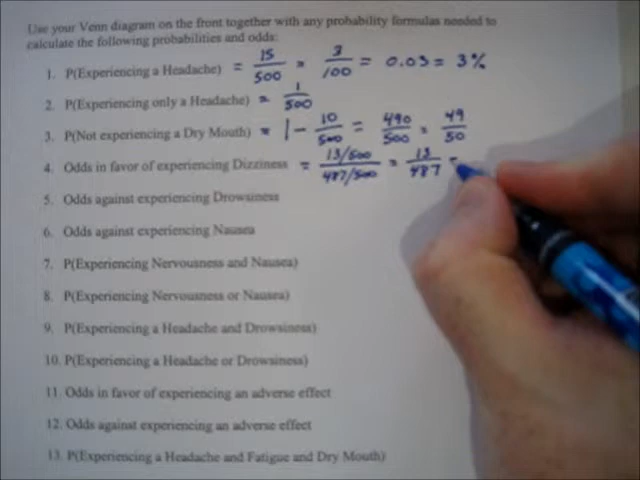 Use your Venn diagram on the front together with any probability formulas needed to
calculate the following probabilities and odds:
1. P(Experiencing a Headache) = 15/500 = 3/100 = 0.03 = 3%
2. P(Experiencing only a Headache) = 1/500
3. P(Not experiencing a Dry Mouth) = 1 - 10/500 = 490/500 = 49/50
4. Odds in favor of experiencing Dizziness = 13/500 / 487/500 = 13/487 =
5. Odds against experiencing Drowsiness
6. Odds against experiencing Nausea
7. P(Experiencing Nervousness and Nausea)
8. P(Experiencing Nervousness or Nausea)
9. P(Experiencing a Headache and Drowsiness)
10. P(Experiencing a Headache or Drowsiness)
11. Odds in favor of experiencing an adverse effect
12. Odds against experiencing an adverse effect
13. P(Experiencing a Headache and Fatigue and Dry Mouth)